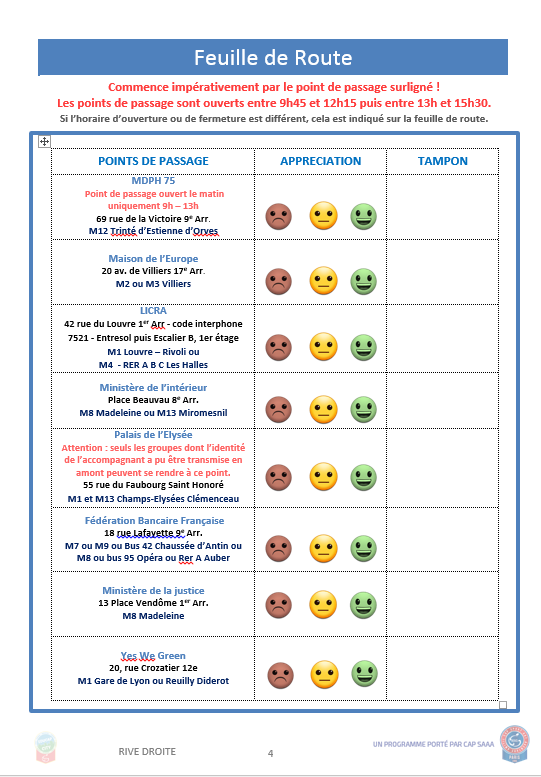 Feuille de Route
Commence impérativement par le point de passage surligné !
Les points de passage sont ouverts entre 9h45 et 12h15 puis entre 13h et 15h30.
Si l'horaire d'ouverture ou de fermeture est différent, cela est indiqué sur la feuille de route.
POINTS DE PASSAGE APPRECIATION TAMPON
MDPH 75
Point de passage ouvert le matin
uniquement 9h – 13h
69 rue de la Victoire 9e Arr.
M12 Trinté d'Estienne d'Orves
Maison de l'Europe
20 av. de Villiers 17e Arr.
M2 ou M3 Villiers
LICRA
42 rue du Louvre 1er Arr - code interphone
7521 - Entresol puis Escalier B, 1er étage
M1 Louvre – Rivoli ou
M4 - RER A B C Les Halles
Ministère de l'intérieur
Place Beauvau 8e Arr.
M8 Madeleine ou M13 Miromesnil
Palais de l'Elysée
Attention : seuls les groupes dont l'identité
de l'accompagnant a pu être transmise en
amont peuvent se rendre à ce point.
55 rue du Faubourg Saint Honoré
M1 et M13 Champs-Elysées Clémenceau
Fédération Bancaire Française
18 rue Lafayette 9e Arr.
M7 ou M9 ou Bus 42 Chaussée d'Antin ou
M8 ou bus 95 Opéra ou Rer A Auber
Ministère de la justice
13 Place Vendôme 1er Arr.
M8 Madeleine
Yes We Green
20, rue Crozatier 12e
M1 Gare de Lyon ou Reuilly Diderot
RIVE DROITE
4
UN PROGRAMME PORTÉ PAR CAP SAAA